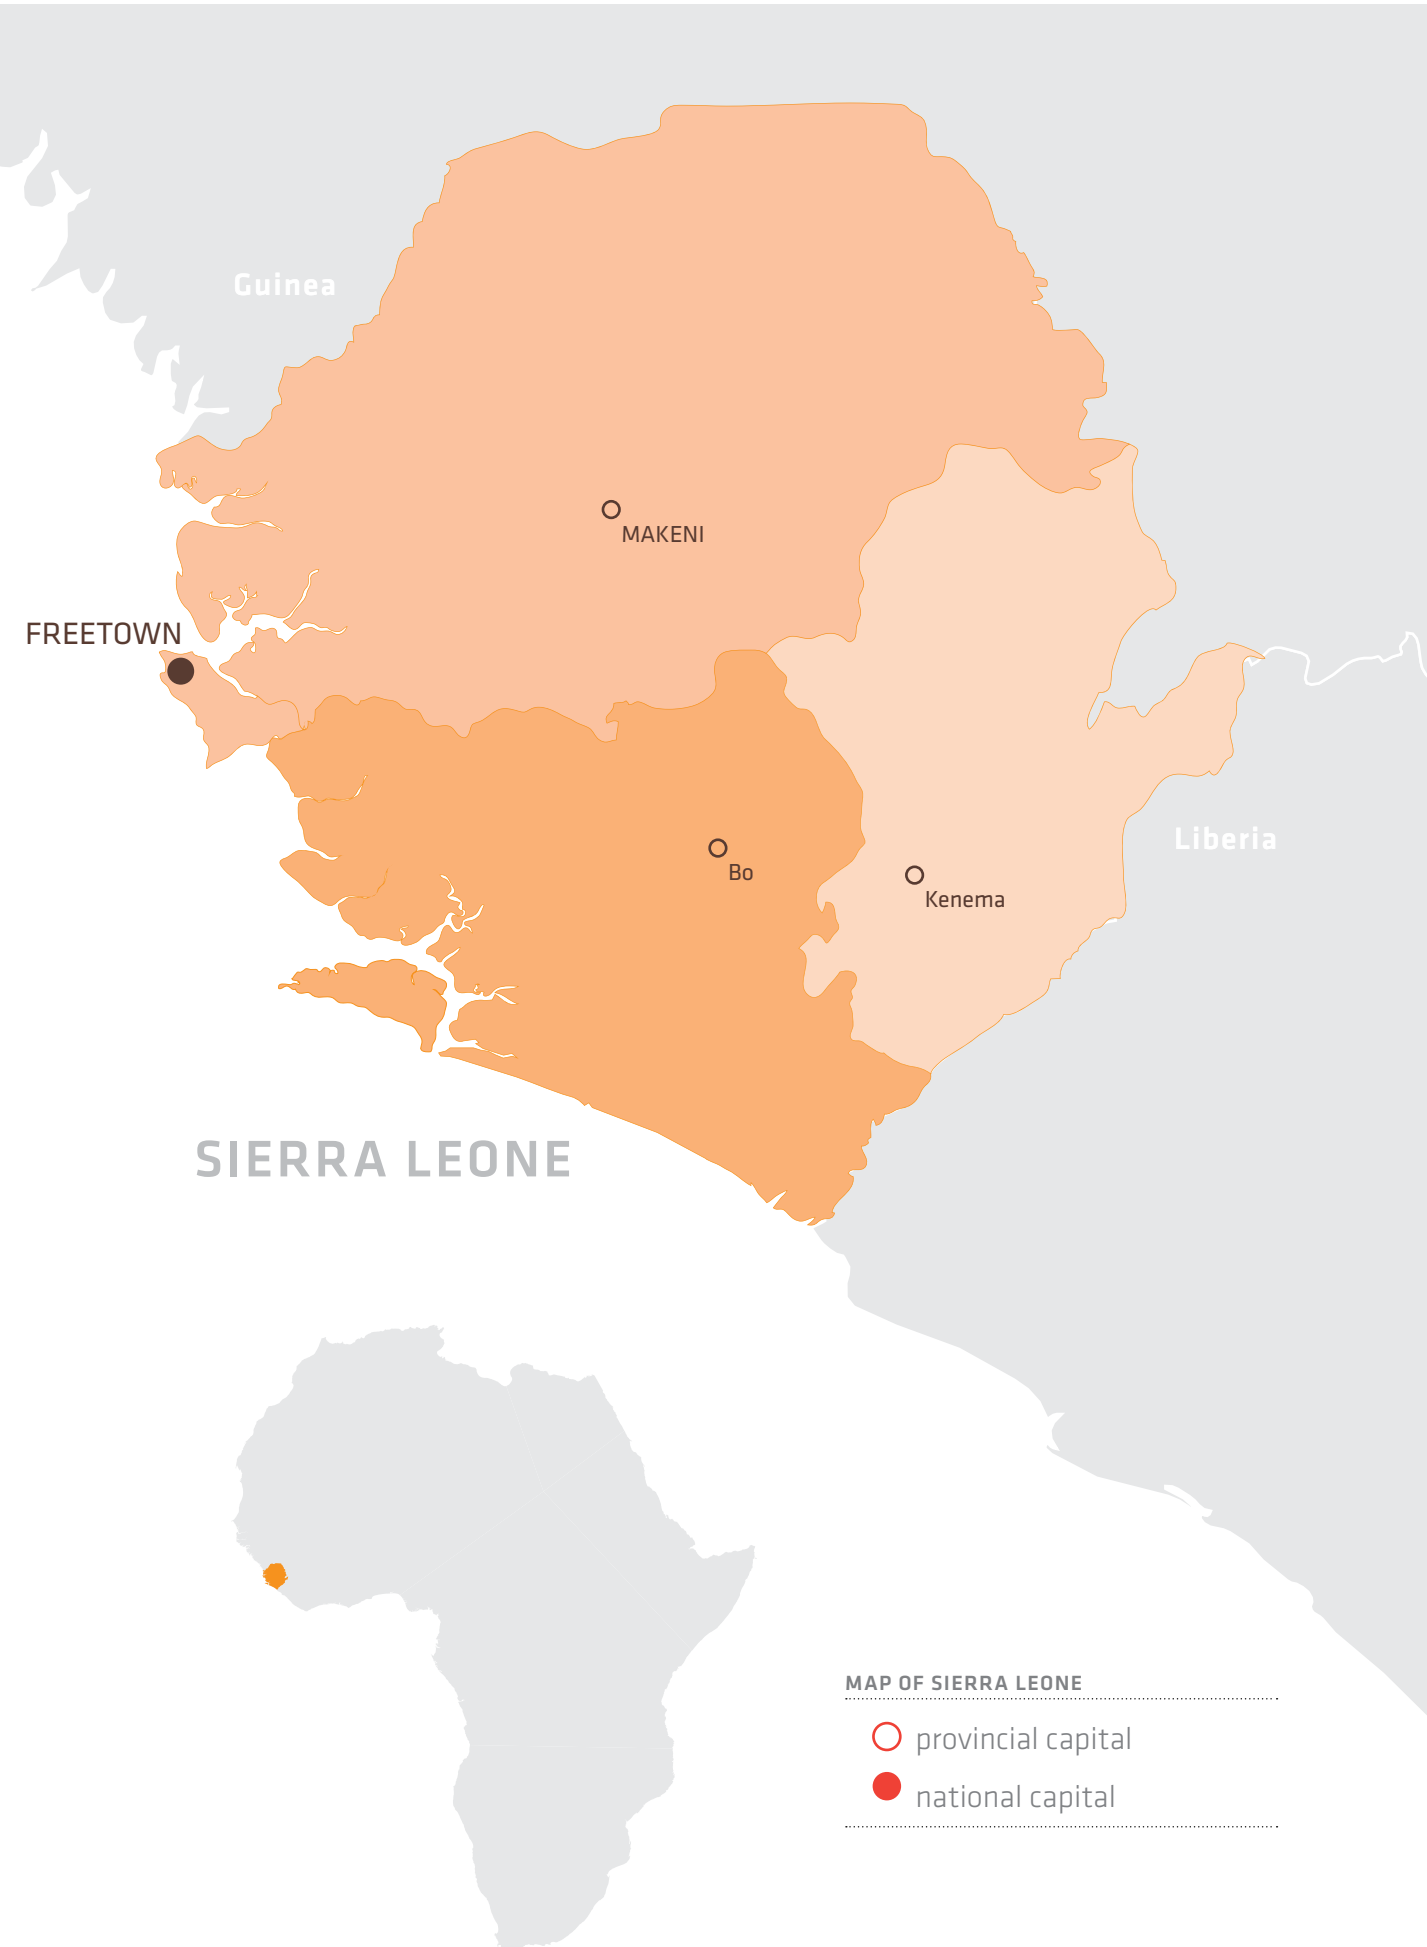 Guinea
MAKENI
FREETOWN
Liberia
Bo
Kenema
SIERRA LEONE
MAP OF SIERRA LEONE
provincial capital
national capital